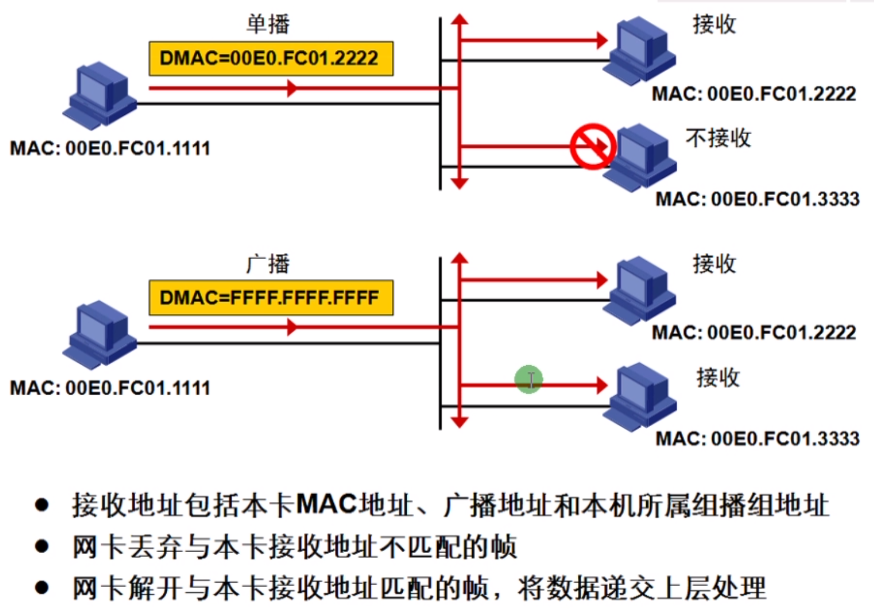 单播
接收
DMAC=00E0.FC01.2222
MAC: 00E0.FC01.2222
不接收
MAC: 00E0.FC01.1111
MAC: 00E0.FC01.3333
广播
接收
DMAC=FFFF.FFFF.FFFF
MAC: 00E0.FC01.2222
接收
MAC: 00E0.FC01.1111
MAC: 00E0.FC01.3333
● 接收地址包括本卡MAC地址、广播地址和本机所属组播组地址
● 网卡丢弃与本卡接收地址不匹配的帧
● 网卡解开与本卡接收地址匹配的帧，将数据递交上层处理